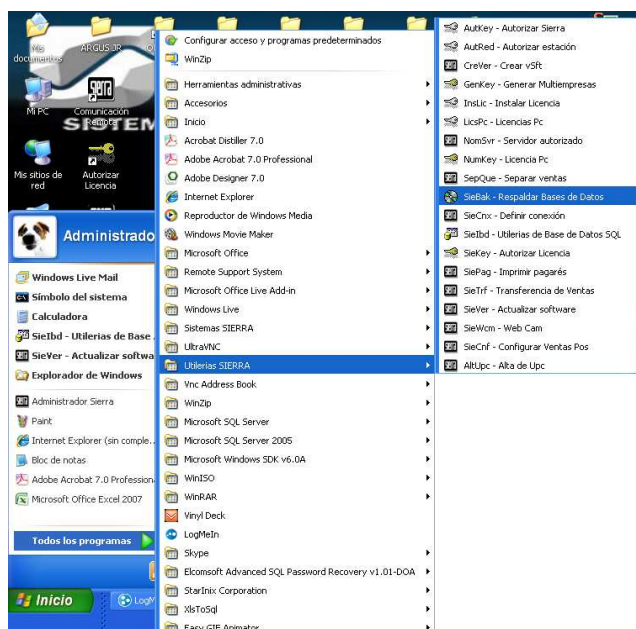 Mis documentos
ARGUS JR
Mi PC
Comunicación Remota
SISTEM
Mis sitios de red
Autorizar Licencia
Administrado
Windows Live Mail
Símbolo del sistema
Calculadora
SieIbd - Utilerias de Base
SieVer - Actualizar softwa
Explorador de Windows
Administrador Sierra
Paint
Internet Explorer (sin comple...
Bloc de notas
Adobe Acrobat 7.0 Profession
Microsoft Office Excel 2007
Todos los programas
Inicio
LogM
Configurar acceso y programas predeterminados
WinZip
Herramientas administrativas
Accesorios
Inicio
Acrobat Distiller 7.0
Adobe Acrobat 7.0 Professional
Adobe Designer 7.0
Internet Explorer
Reproductor de Windows Media
Windows Movie Maker
Microsoft Office
Remote Support System
Microsoft Office Live Add-in
Windows Live
Sistemas SIERRA
UltraVNC
Utilerias SIERRA
Vnc Address Book
WinZip
Microsoft SQL Server
Microsoft SQL Server 2005
Microsoft Windows SDK v6.0A
WinISO
WinRAR
Vinyl Deck
LogMeIn
Skype
Elcomsoft Advanced SQL Password Recovery v1.01-DOA
StarInix Corporation
XlsToSql
Easy GIF Animator
AutKey - Autorizar Sierra
AutRed - Autorizar estación
CreVer - Crear vSft
GenKey - Generar Multiempresas
InsLic - Instalar Licencia
LicsPc - Licencias Pc
NomSvr - Servidor autorizado
NumKey - Licencia Pc
SepQue - Separar ventas
SieBak - Respaldar Bases de Datos
SieCnx - Definir conexión
SieIbd - Utilerias de Base de Datos SQL
SieKey - Autorizar Licencia
SiePag - Imprimir pagarés
SieTrf - Transferencia de Ventas
SieVer - Actualizar software
SieWcm - Web Cam
SieCnf - Configurar Ventas Pos
AltUpc - Alta de Upc